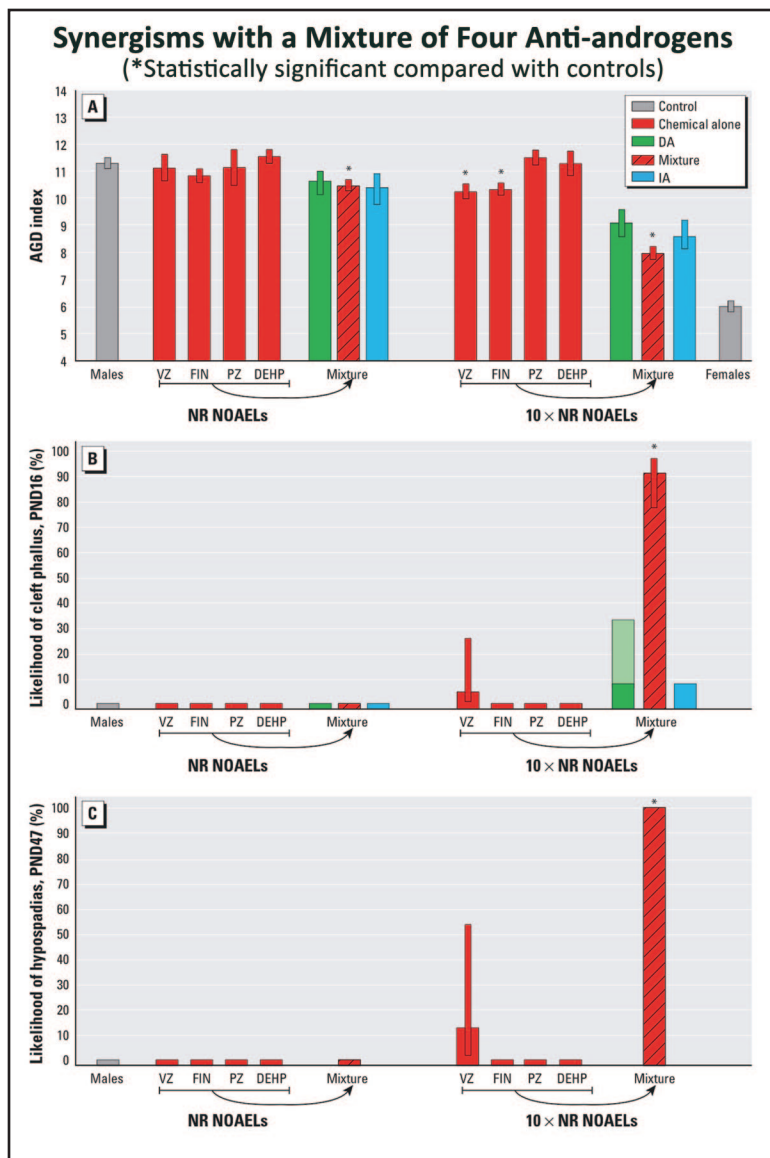 Synergisms with a Mixture of Four Anti-androgens
(*Statistically significant compared with controls)
A
AGD index
14
13
12
11
10
9
8
7
6
5
4
Control
Chemical alone
DA
Mixture
IA
*
* *
*
Males VZ FIN PZ DEHP Mixture VZ FIN PZ DEHP Mixture Females
NR NOAELs 10 × NR NOAELs
B
Likelihood of cleft phallus, PND16 (%)
100
90
80
70
60
50
40
30
20
10
0
*
Males VZ FIN PZ DEHP Mixture VZ FIN PZ DEHP Mixture
NR NOAELs 10 × NR NOAELs
C
Likelihood of hypospadias, PND47 (%)
100
90
80
70
60
50
40
30
20
10
0
*
Males VZ FIN PZ DEHP Mixture VZ FIN PZ DEHP Mixture
NR NOAELs 10 × NR NOAELs